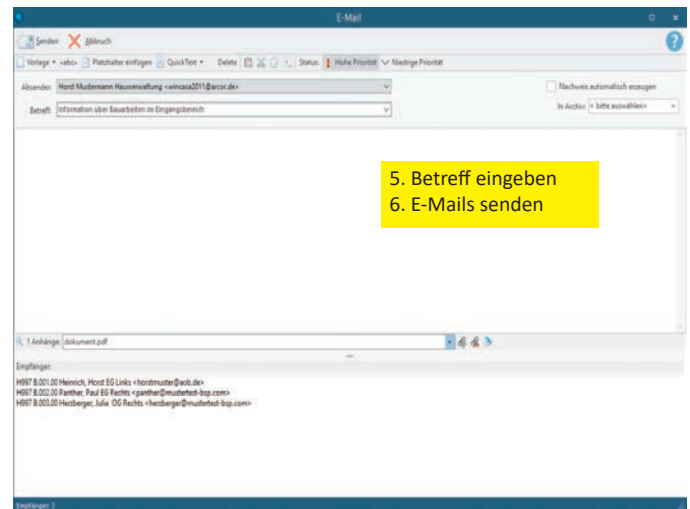 E-Mail
Senden Abbruch
Vorlage <abc> Platzhalter einfügen QuickText Delete Status: Hohe Priorität Niedrige Priorität
Absender: Horst Mustermann Hausverwaltung <wincasa2011@arcor.de> Nachweis automatisch erzeugen
Betreff: Information über Bauarbeiten im Eingangsbereich In Archiv: < bitte auswählen>
5. Betreff eingeben
6. E-Mails senden
1 Anhänge: dokument.pdf
Empfänger:
H997 B.001.00 Heinrich, Horst EG Links <horstmuster@aob.de>
H997 B.002.00 Panther, Paul EG Rechts <panther@mustertest-bsp.com>
H997 B.003.00 Herzberger, Julia OG Rechts <herzberger@mustertest-bsp.com>
Empfänger: 3